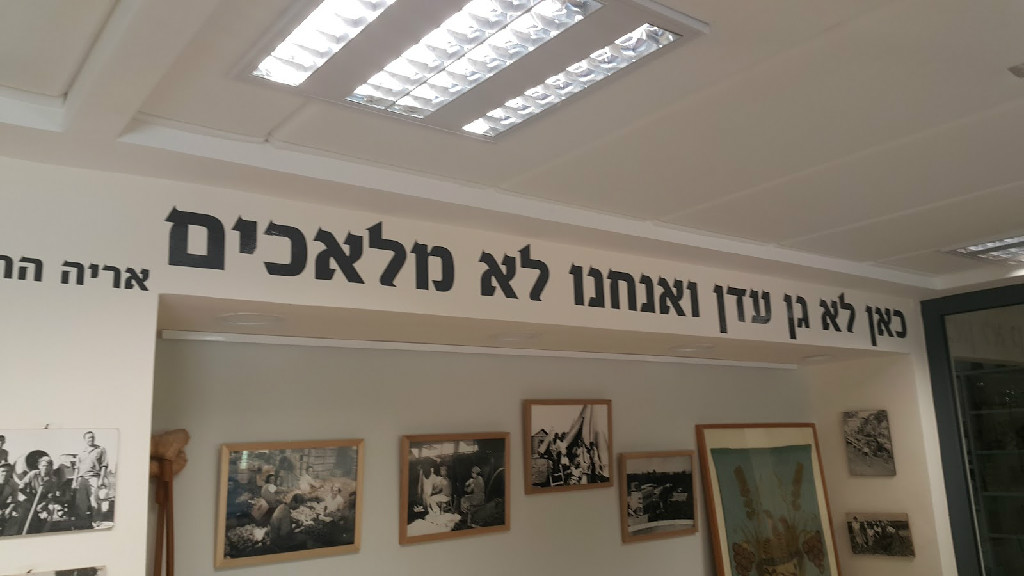 כאן לא גן עדן ואנחנו לא מלאכים
אריה